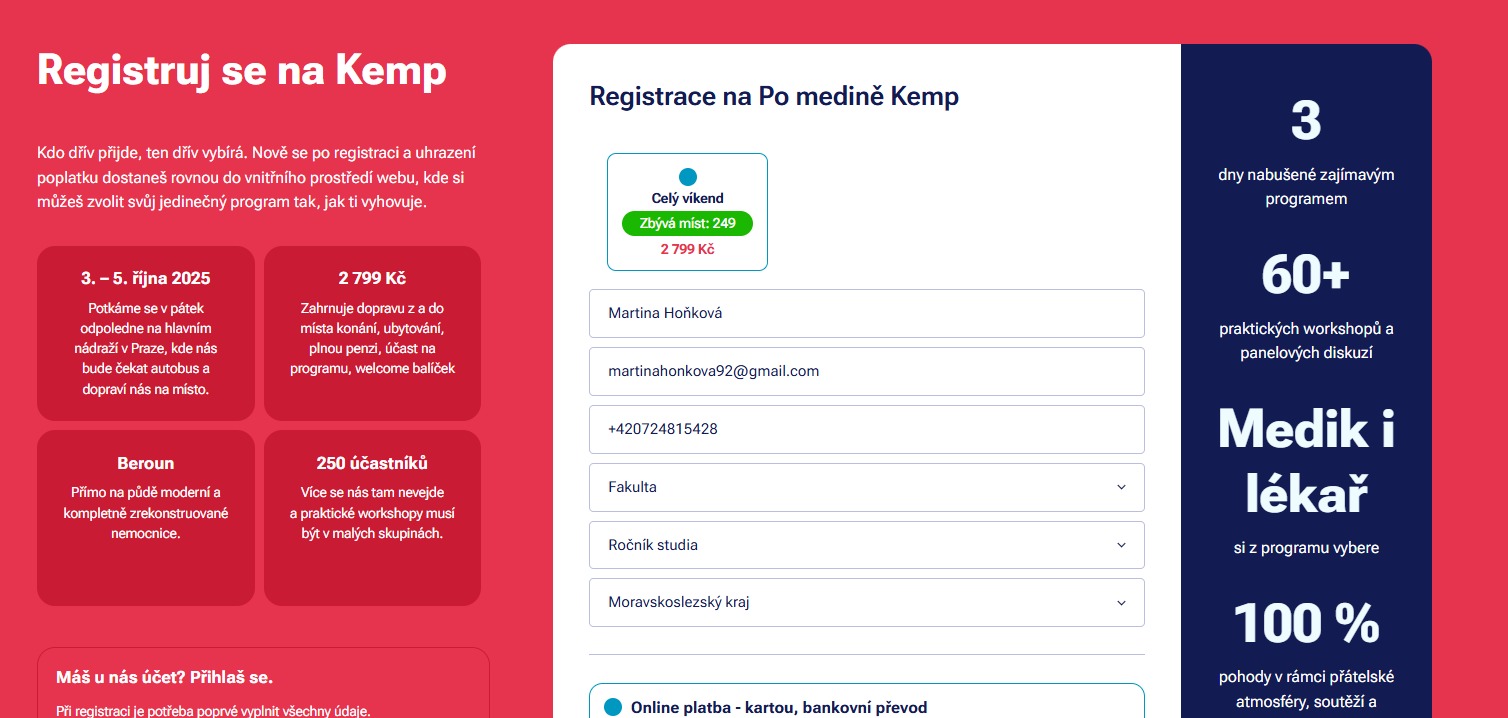 Registruj se na Kemp
Kdo dřív přijde, ten dřív vybírá. Nově se po registraci a uhrazení
poplatku dostaneš rovnou do vnitřního prostředí webu, kde si
můžeš zvolit svůj jedinečný program tak, jak ti vyhovuje.
3. – 5. října 2025
Potkáme se v pátek
odpoledne na hlavním
nádraží v Praze, kde nás
bude čekat autobus a
dopraví nás na místo.
2 799 Kč
Zahrnuje dopravu z a do
místa konání, ubytování,
plnou penzi, účast na
programu, welcome balíček
Beroun
Přímo na půdě moderní a
kompletně zrekonstruované
nemocnice.
250 účastníků
Více se nás tam nevejde
a praktické workshopy musí
být v malých skupinách.
Máš u nás účet? Přihlaš se.
Při registraci je potřeba poprvé vyplnit všechny údaje.
Registrace na Po medině Kemp
Celý víkend
Zbývá míst: 249
2 799 Kč
Martina Hoňková
martinahonkova92@gmail.com
+420724815428
Fakulta
Ročník studia
Moravskoslezský kraj
Online platba - kartou, bankovní převod
3
dny nabušené zajímavým
programem
60+
praktických workshopů a
panelových diskuzí
Medik i
lékař
si z programu vybere
100 %
pohody v rámci přátelské
atmosféry, soutěží a